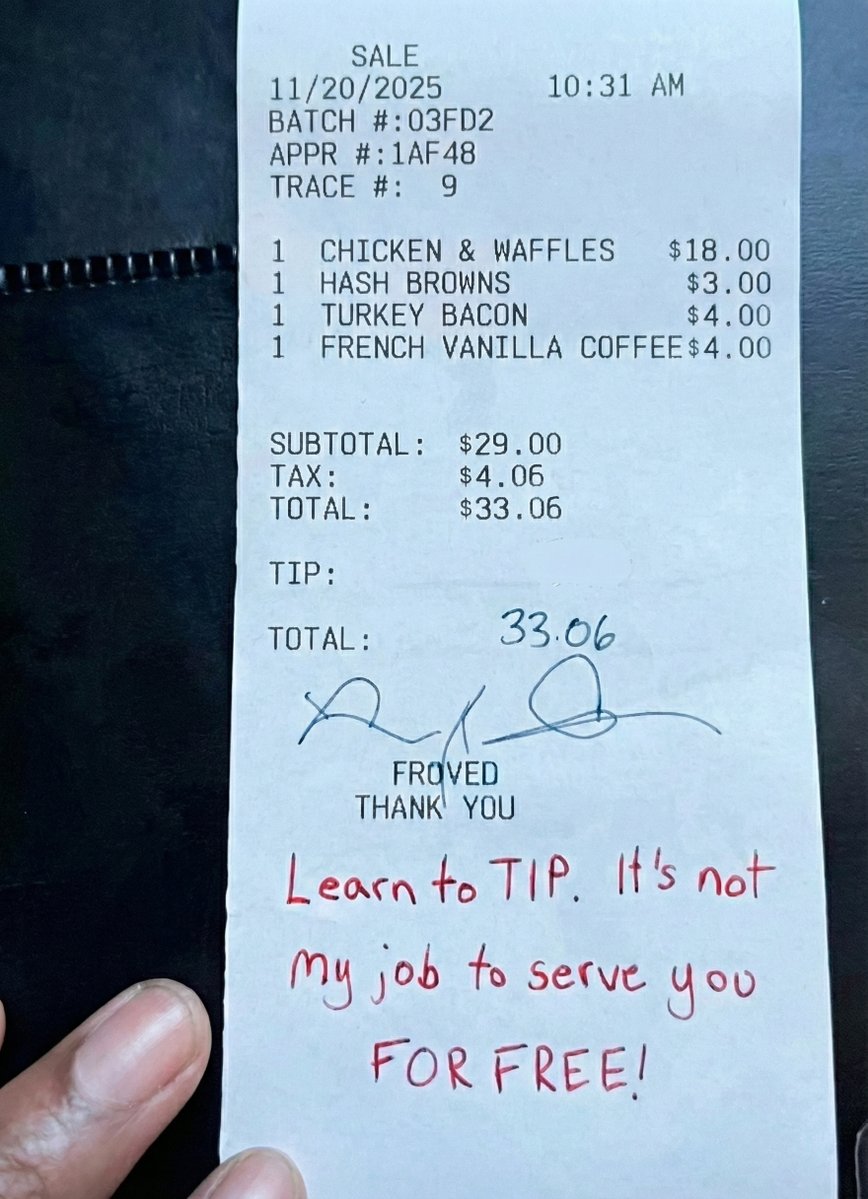 SALE
11/20/2025 10:31 AM
BATCH #:03FD2
APPR #:1AF48
TRACE #: 9
1 CHICKEN & WAFFLES $18.00
1 HASH BROWNS $3.00
1 TURKEY BACON $4.00
1 FRENCH VANILLA COFFEE $4.00
SUBTOTAL: $29.00
TAX: $4.06
TOTAL: $33.06
TIP:
TOTAL: 33.06
FROVED
THANK YOU
Learn to TIP. It's not
my job to serve you
FOR FREE!